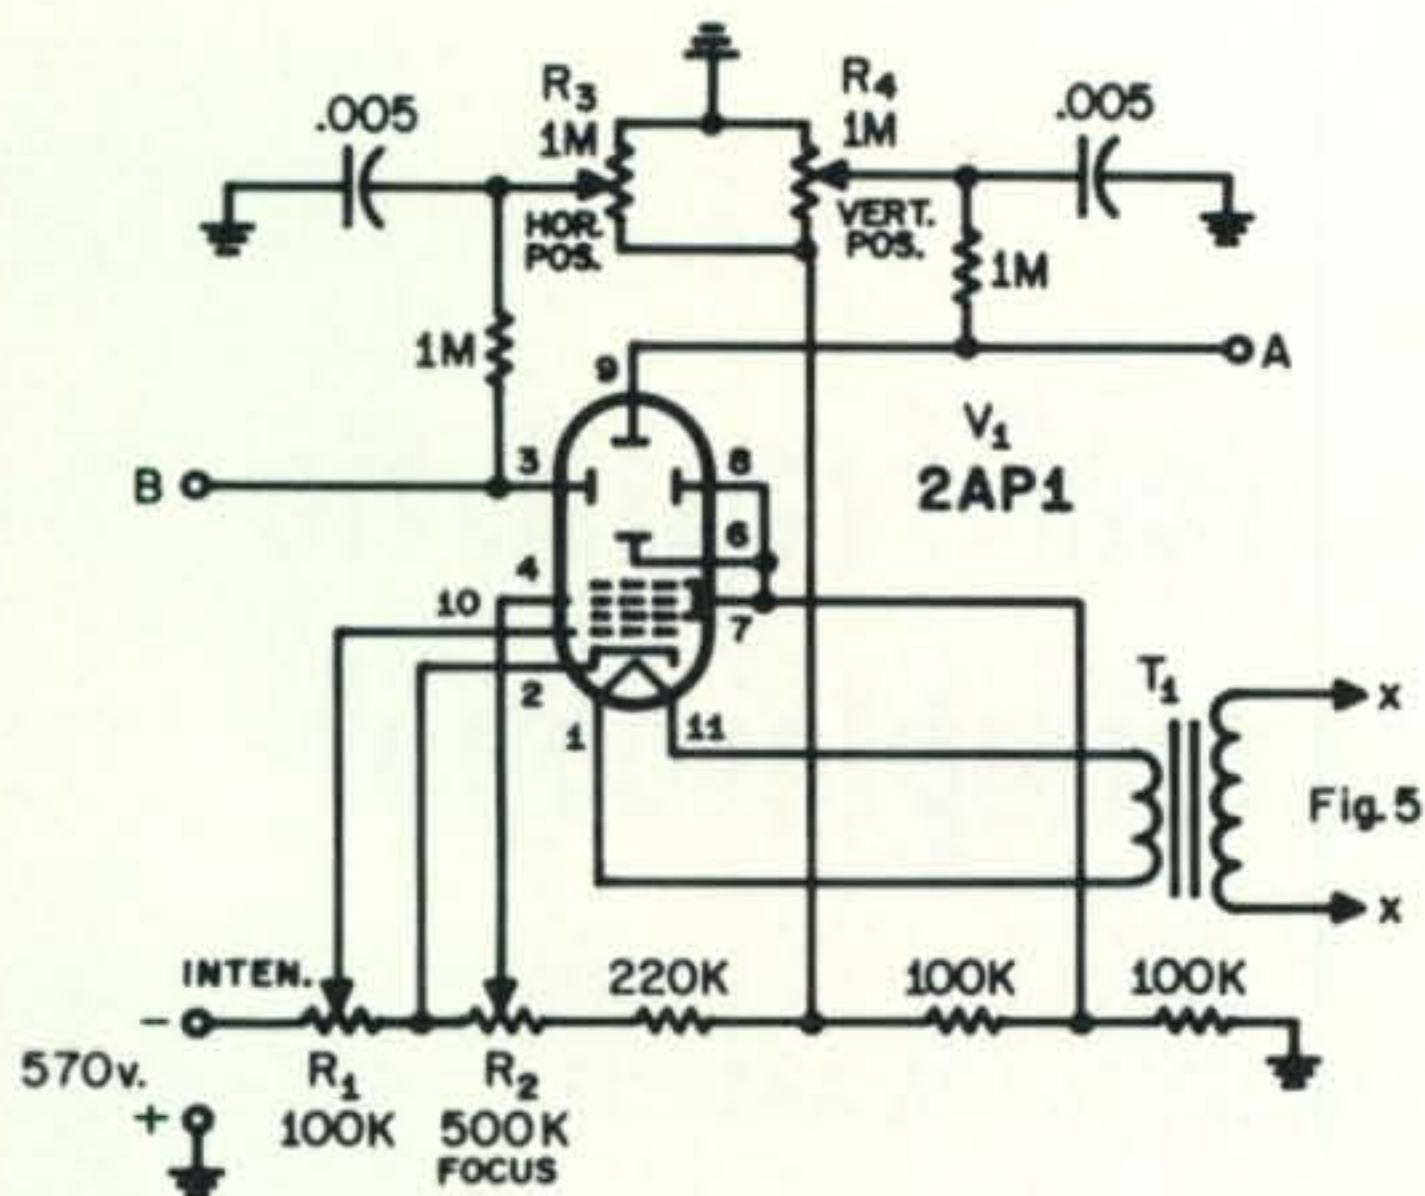 R3
1M
HOR.
POS.
.005
R4
1M
VERT.
POS.
.005
1M
1M
A
B
9
3
8
6
4
10
7
2
1
11
V1
2AP1
T1
X
Fig. 5
X
INTEN.
220K
100K
100K
-
570v.
+
R1
100K
R2
500K
FOCUS